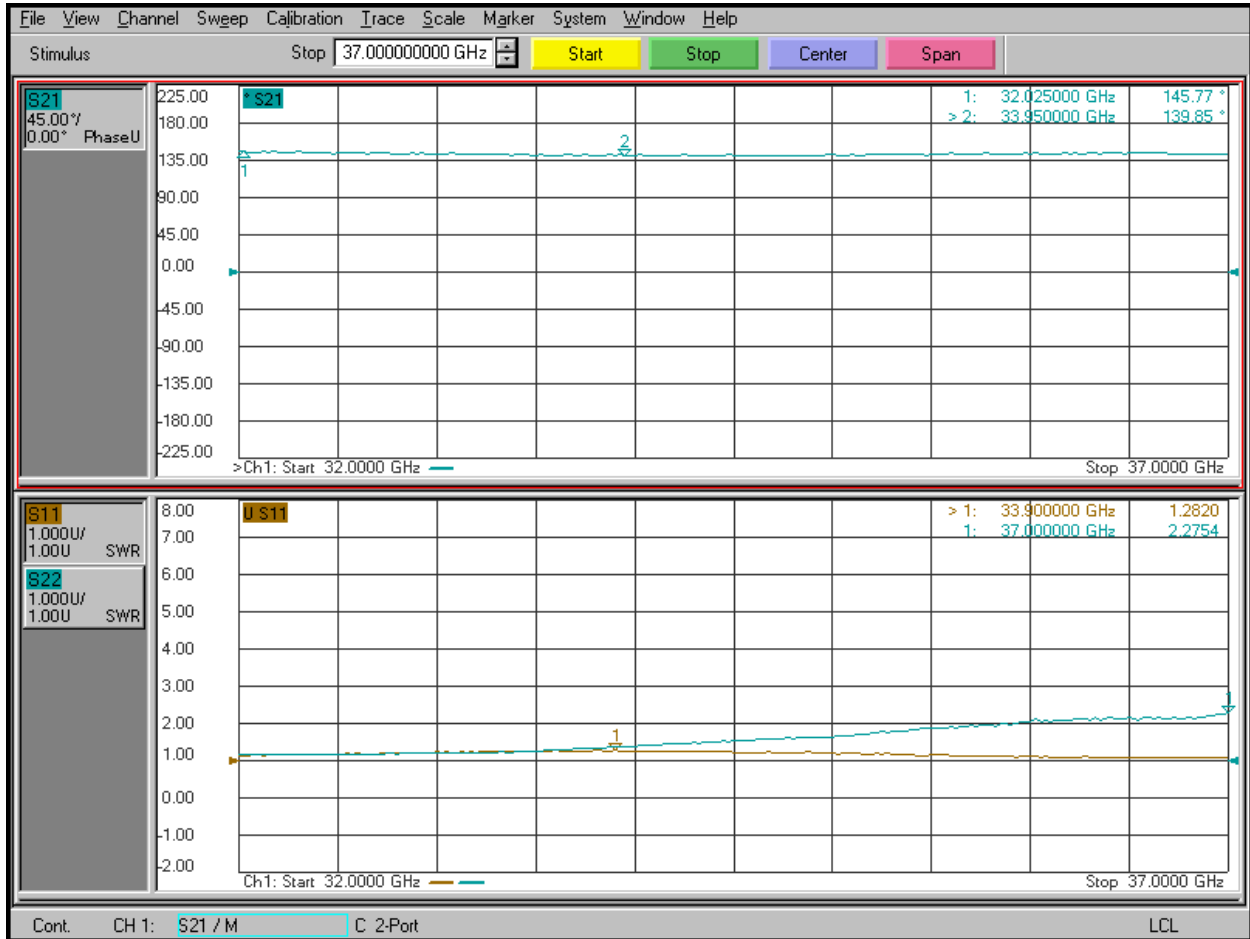 File View Channel Sweep Calibration Trace Scale Marker System Window Help
Stimulus Stop 37.000000000 GHz Start Stop Center Span
S21
45.00°/
0.00° PhaseU
225.00
180.00
135.00
90.00
45.00
0.00
-45.00
-90.00
-135.00
-180.00
-225.00
° S21
1: 32.025000 GHz 145.77 °
> 2: 33.950000 GHz 139.85 °
1
2
>Ch1: Start 32.0000 GHz
Stop 37.0000 GHz
S11
1.000U/
1.00U SWR
S22
1.000U/
1.00U SWR
8.00
7.00
6.00
5.00
4.00
3.00
2.00
1.00
0.00
-1.00
-2.00
U S11
> 1: 33.900000 GHz 1.2820
1: 37.000000 GHz 2.2754
1
1
Ch1: Start 32.0000 GHz
Stop 37.0000 GHz
Cont. CH 1: S21 / M C 2-Port LCL